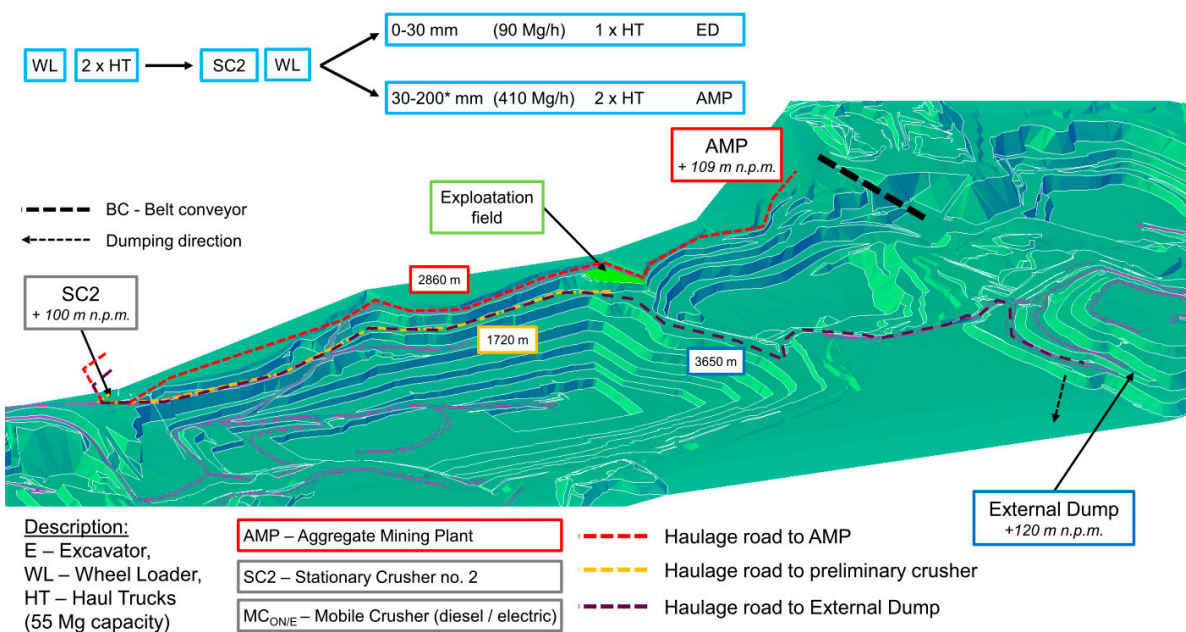 WL 2 x HT SC2 WL
0-30 mm (90 Mg/h) 1 x HT ED
30-200* mm (410 Mg/h) 2 x HT AMP
AMP
+ 109 m n.p.m.
Exploatation
field
BC - Belt conveyor
Dumping direction
2860 m
SC2
+ 100 m n.p.m.
1720 m
3650 m
External Dump
+120 m n.p.m.
Description:
E – Excavator,
WL – Wheel Loader,
HT – Haul Trucks
(55 Mg capacity)
AMP – Aggregate Mining Plant
SC2 – Stationary Crusher no. 2
MCON/E – Mobile Crusher (diesel / electric)
Haulage road to AMP
Haulage road to preliminary crusher
Haulage road to External Dump